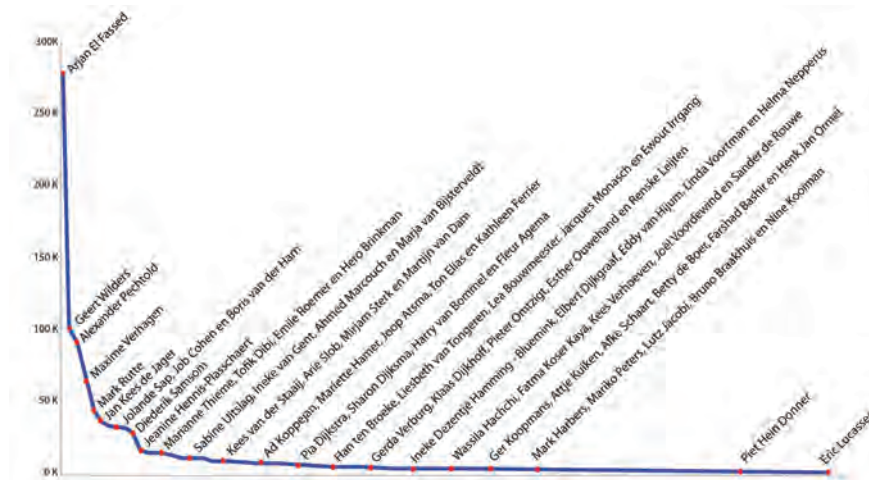 300K
250K
200K
150K
100K
50K
0 K
Arjan El Fassed
Geert Wilders
Alexander Pechtold
Maxime Verhagen
Mark Rutte
Jan Kees de Jager
Jolande Sap, Job Cohen en Boris van der Ham
Diederik Samsom
Jeanine Hennis-Plasschaert
Marianne Thieme, Tofik Dibi, Emile Roemer en Hero Brinkman
Sabine Uitslag, Ineke van Gent, Ahmed Marcouch en Marja van Bijsterveldt
Kees van der Staaij, Arie Slob, Mirjam Sterk en Martijn van Dam
Ad Koppejan, Mariette Hamer, Joop Atsma, Ton Elias en Kathleen Ferrier
Pia Dijkstra, Sharon Dijksma, Harry van Bommel en Fleur Agema
Han ten Broeke, Liesbeth van Tongeren, Lea Bouwmeester, Jacques Monasch en Ewout Irrgang
Gerda Verburg, Klaas Dijkhoff, Pieter Omtzigt, Esther Ouwehand en Renske Leijten
Ineke Dezentjé Hamming - Bluemink, Elbert Dijkgraaf, Eddy van Hijum, Linda Voortman en Helma Nepperus
Wassila Hachchi, Fatma Koser Kaya, Kees Verhoeven, Joël Voordewind en Sander de Rouwe
Ger Koopmans, Attje Kuiken, Afke Schaart, Betty de Boer, Farshad Bashir en Henk Jan Ormel
Mark Harbers, Mariko Peters, Lutz Jacobi, Bruno Braakhuis en Nine Kooiman
Piet Hein Donner
Eric Lucassen